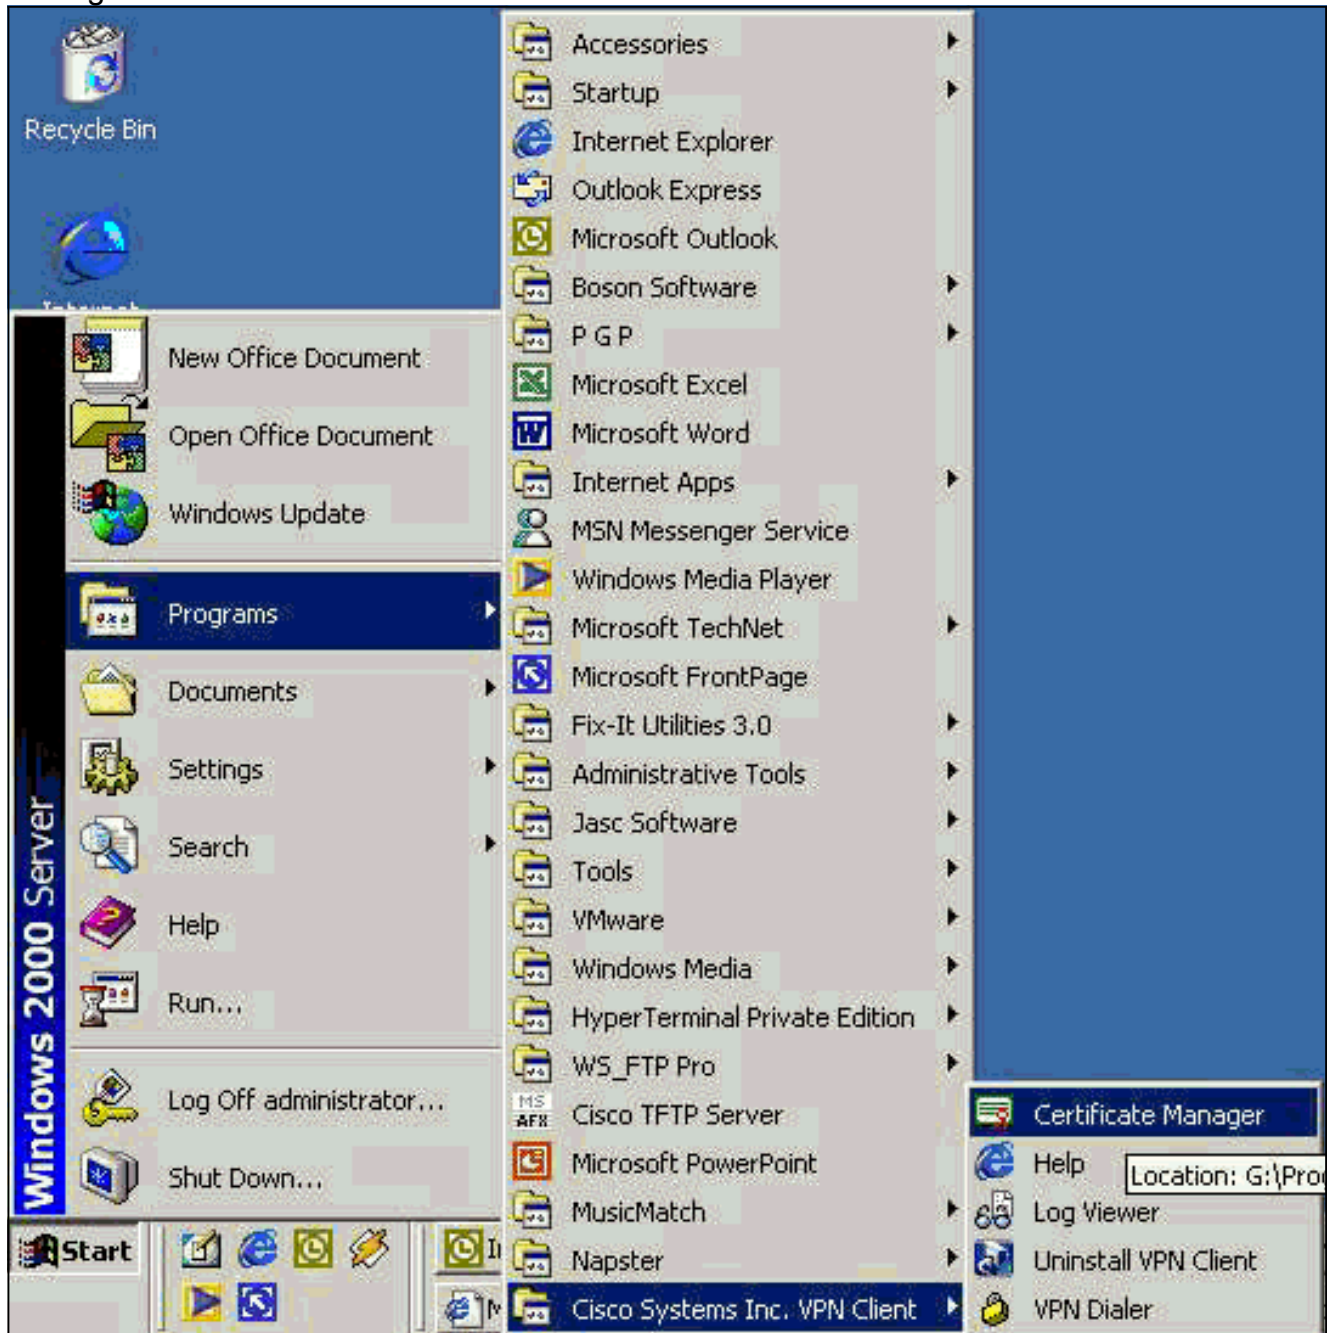 Recycle Bin
New Office Document
Open Office Document
Windows Update
Programs
Documents
Settings
Search
Help
Run...
Log Off administrator...
Shut Down...
Windows 2000 Server
Start
Accessories
Startup
Internet Explorer
Outlook Express
Microsoft Outlook
Boson Software
P G P
Microsoft Excel
Microsoft Word
Internet Apps
MSN Messenger Service
Windows Media Player
Microsoft TechNet
Microsoft FrontPage
Fix-It Utilities 3.0
Administrative Tools
Jasc Software
Tools
VMware
Windows Media
HyperTerminal Private Edition
WS_FTP Pro
MS
AFX
Cisco TFTP Server
Microsoft PowerPoint
MusicMatch
Napster
Cisco Systems Inc. VPN Client
Certificate Manager
Help
Location: G:\Pro
Log Viewer
Uninstall VPN Client
VPN Dialer